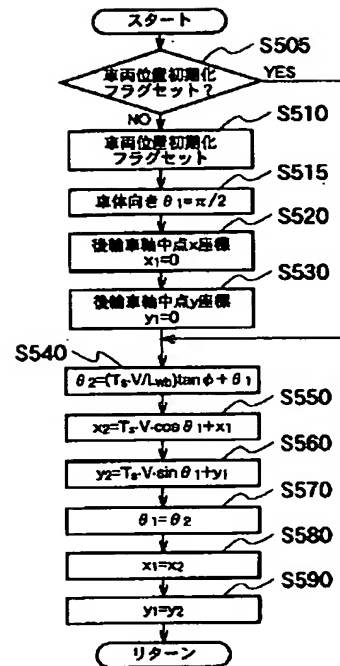 スタート
S505
車両位置初期化
フラグセット?
YES
NO
S510
車両位置初期化
フラグセット
S515
車体向き θ₁=π/2
S520
後輪車軸中点x座標
x₁=0
S530
後輪車軸中点y座標
y₁=0
S540
θ₂=(Tₛ·V/L_wb)tanφ+θ₁
S550
x₂=Tₛ·V·cosθ₁+x₁
S560
y₂=Tₛ·V·sinθ₁+y₁
S570
θ₁=θ₂
S580
x₁=x₂
S590
y₁=y₂
リターン